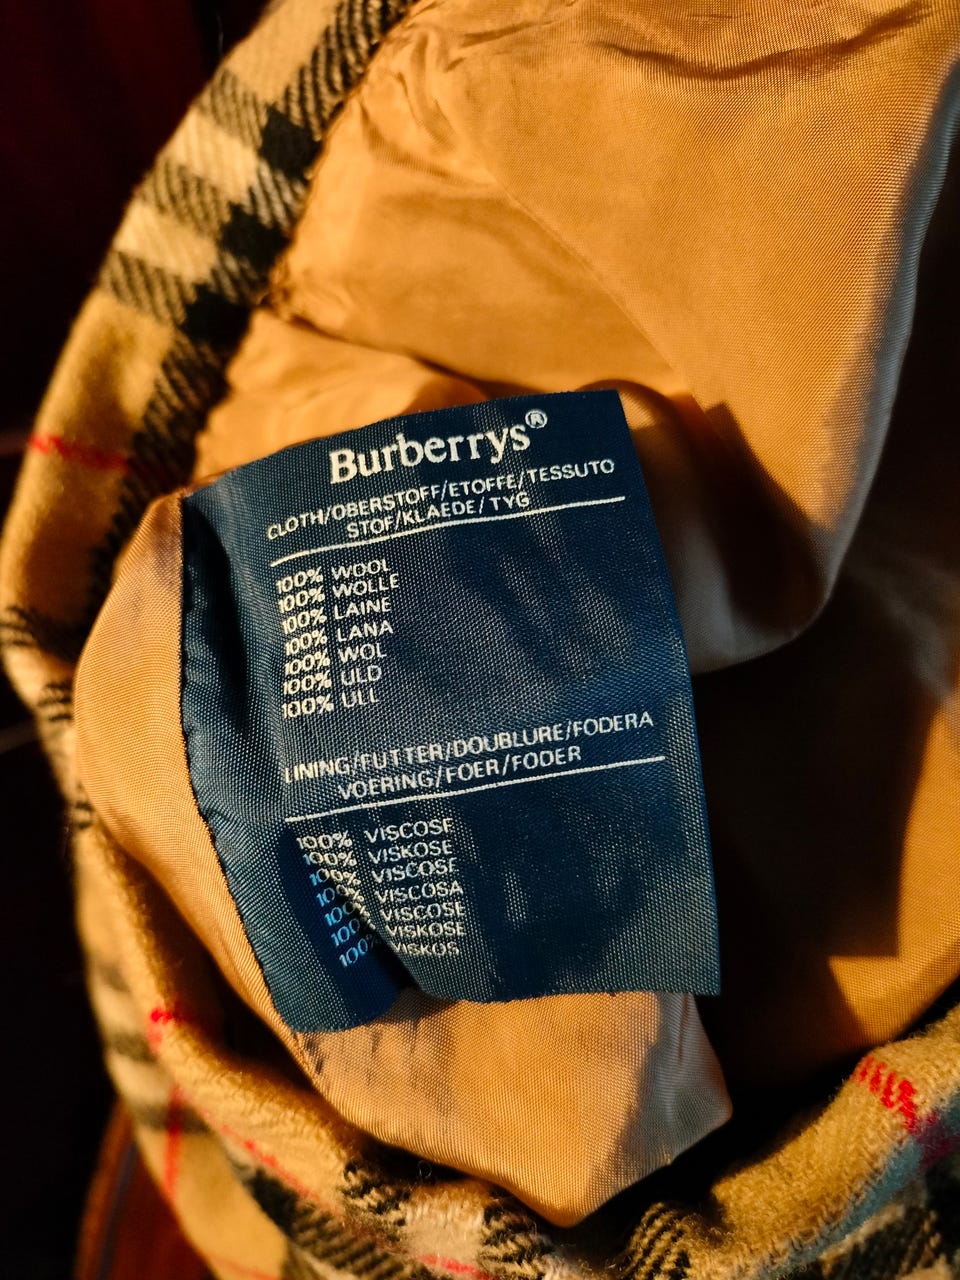 Burberrys®
CLOTH/OBERSTOFF/ETOFFE/TESSUTO
STOF/KLAEDE/TYG
100% WOOL
100% WOLLE
100% LAINE
100% LANA
100% WOL
100% ULD
100% ULL
LINING/FUTTER/DOUBLURE/FODERA
VOERING/FOER/FODER
100% VISCOSE
100% VISKOSE
100% VISCOSE
100% VISCOSA
100% VISCOSE
100% VISKOSE
100% VISKOS